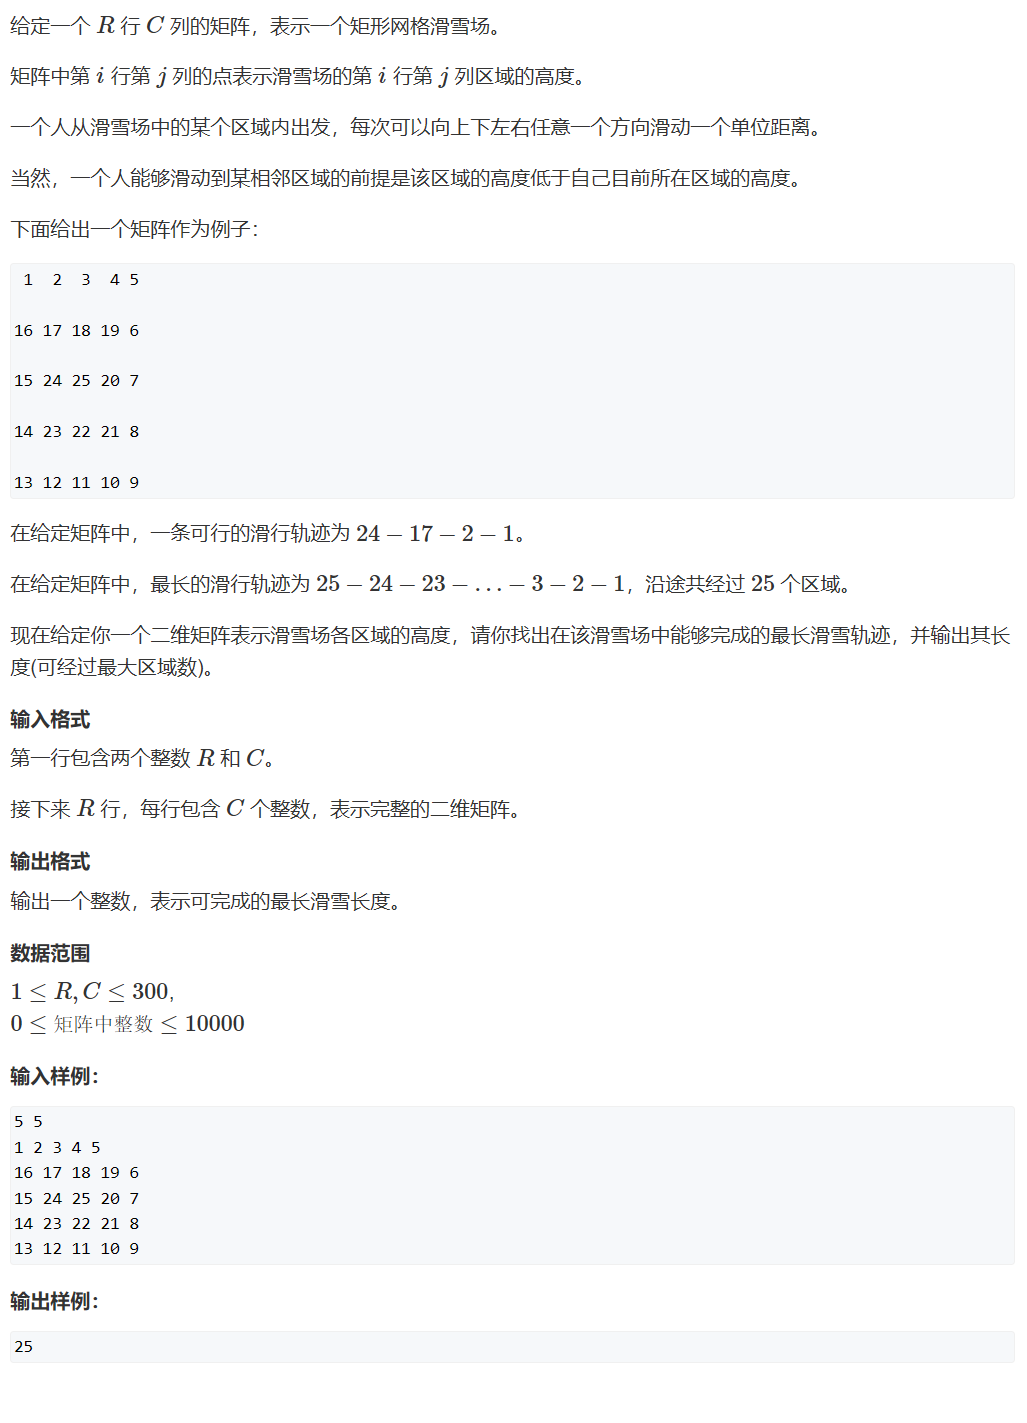 给定一个 R 行 C 列的矩阵，表示一个矩形网格滑雪场。
矩阵中第 i 行第 j 列的点表示滑雪场的第 i 行第 j 列区域的高度。
一个人从滑雪场中的某个区域内出发，每次可以向上下左右任意一个方向滑动一个单位距离。
当然，一个人能够滑动到某相邻区域的前提是该区域的高度低于自己目前所在区域的高度。
下面给出一个矩阵作为例子：
1 2 3 4 5
16 17 18 19 6
15 24 25 20 7
14 23 22 21 8
13 12 11 10 9
在给定矩阵中，一条可行的滑行轨迹为 24 − 17 − 2 − 1。
在给定矩阵中，最长的滑行轨迹为 25 − 24 − 23 − … − 3 − 2 − 1，沿途共经过 25 个区域。
现在给定你一个二维矩阵表示滑雪场各区域的高度，请你找出在该滑雪场中能够完成的最长滑雪轨迹，并输出其长
度(可经过最大区域数)。
输入格式
第一行包含两个整数 R 和 C。
接下来 R 行，每行包含 C 个整数，表示完整的二维矩阵。
输出格式
输出一个整数，表示可完成的最长滑雪长度。
数据范围
1 ≤ R, C ≤ 300,
0 ≤ 矩阵中整数 ≤ 10000
输入样例：
5 5
1 2 3 4 5
16 17 18 19 6
15 24 25 20 7
14 23 22 21 8
13 12 11 10 9
输出样例：
25